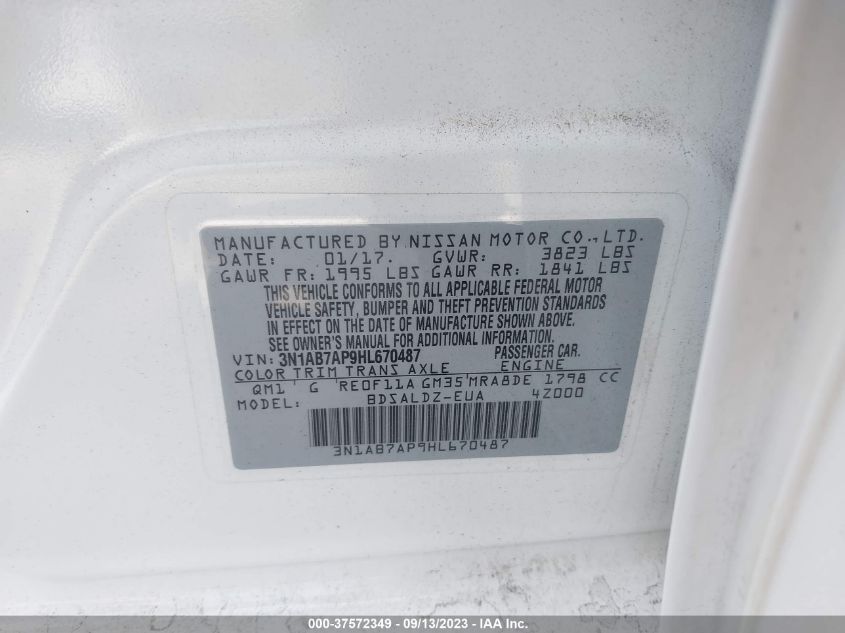 MANUFACTURED BY NISSAN MOTOR CO., LTD.
DATE: 01/17. GVWR: 3823 LBS
GAWR FR: 1995 LBS GAWR RR: 1841 LBS
THIS VEHICLE CONFORMS TO ALL APPLICABLE FEDERAL MOTOR
VEHICLE SAFETY, BUMPER AND THEFT PREVENTION STANDARDS
IN EFFECT ON THE DATE OF MANUFACTURE SHOWN ABOVE.
SEE OWNERS MANUAL FOR ADDITIONAL INFORMATION.
VIN: 3N1AB7AP9HL670487 PASSENGER CAR.
COLOR TRIM TRANS AXLE ENGINE
QM1 G RE0F11A GM35 MRA8DE 1798 CC
MODEL: BDSALDZ-EUA 4Z000
3N1AB7AP9HL670487
000-37572349 - 09/13/2023 - IAA Inc.